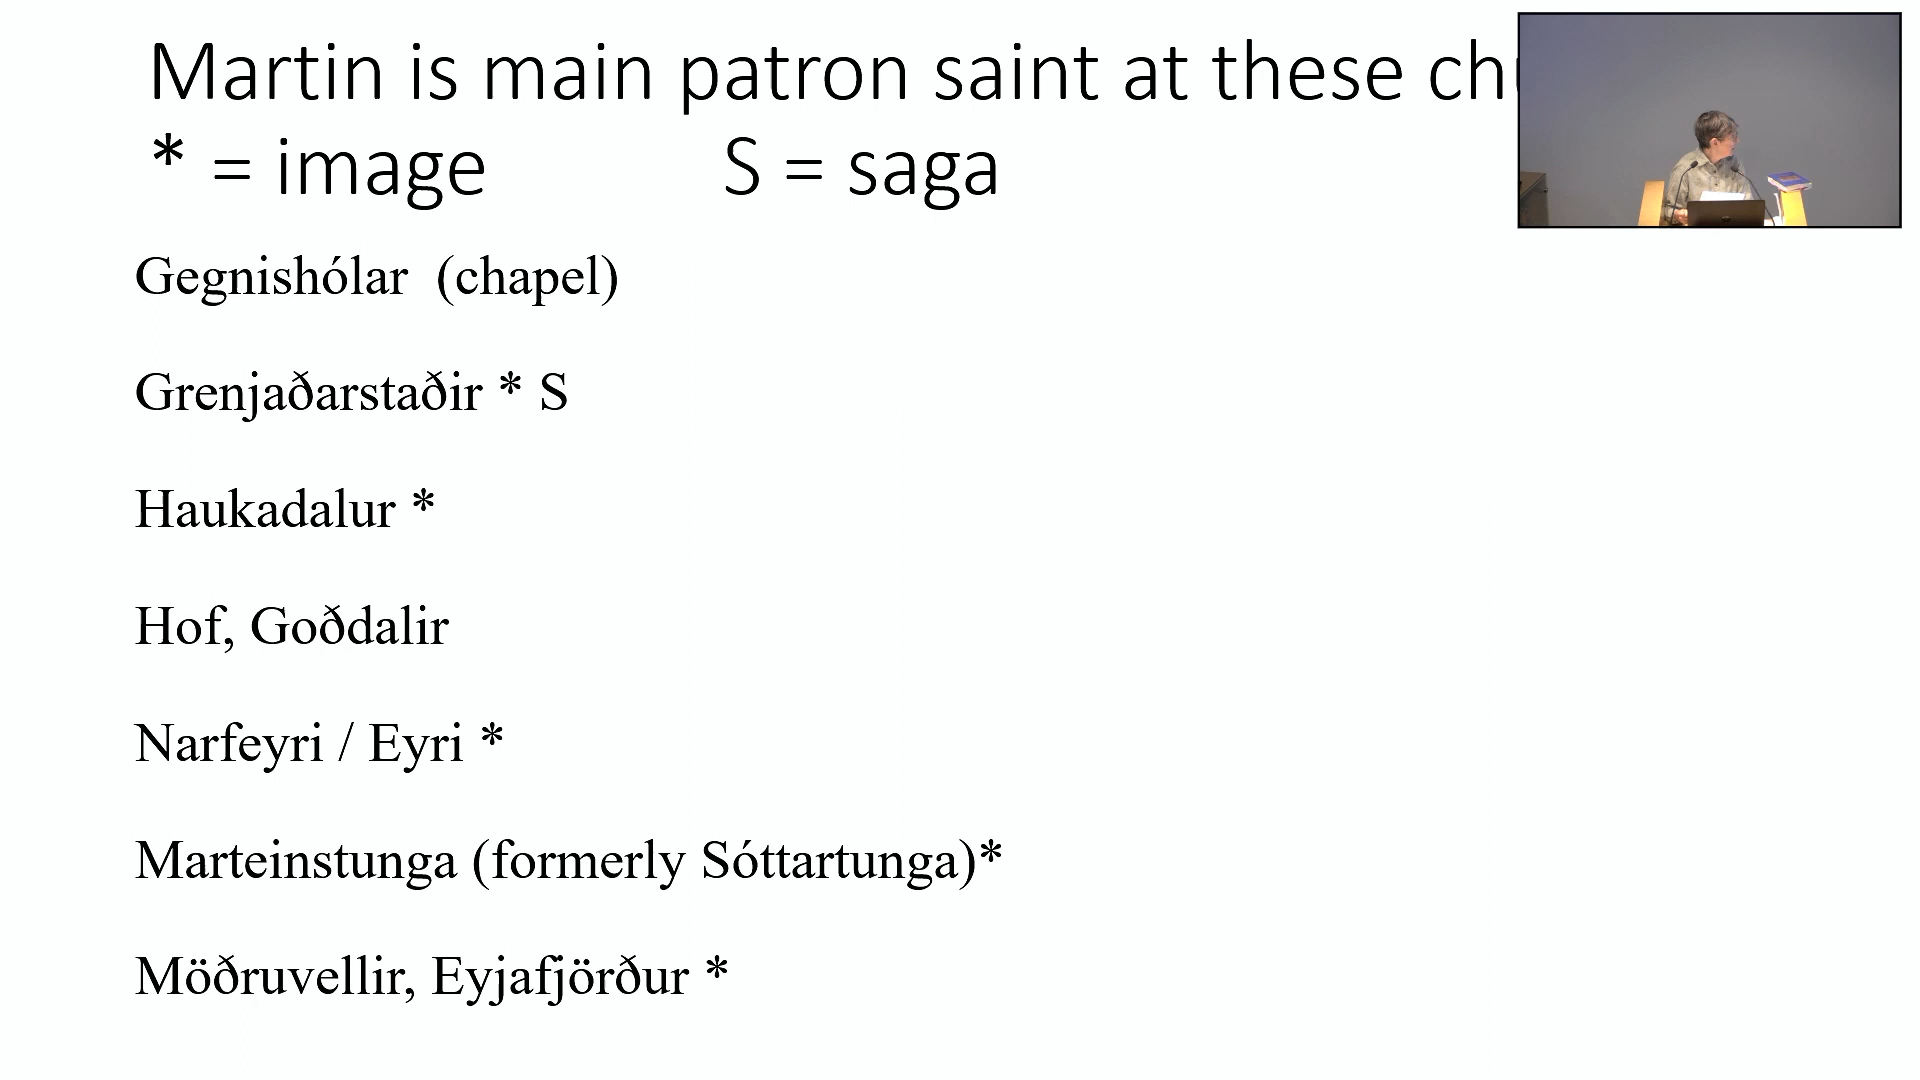 Martin is main patron saint at these
* = image S = saga
Gegnishólar (chapel)
Grenjaðarstaðir * S
Haukadalur *
Hof, Goðdalir
Narfeyri / Eyri *
Marteinstunga (formerly Sóttartunga)*
Möðruvellir, Eyjafjörður *